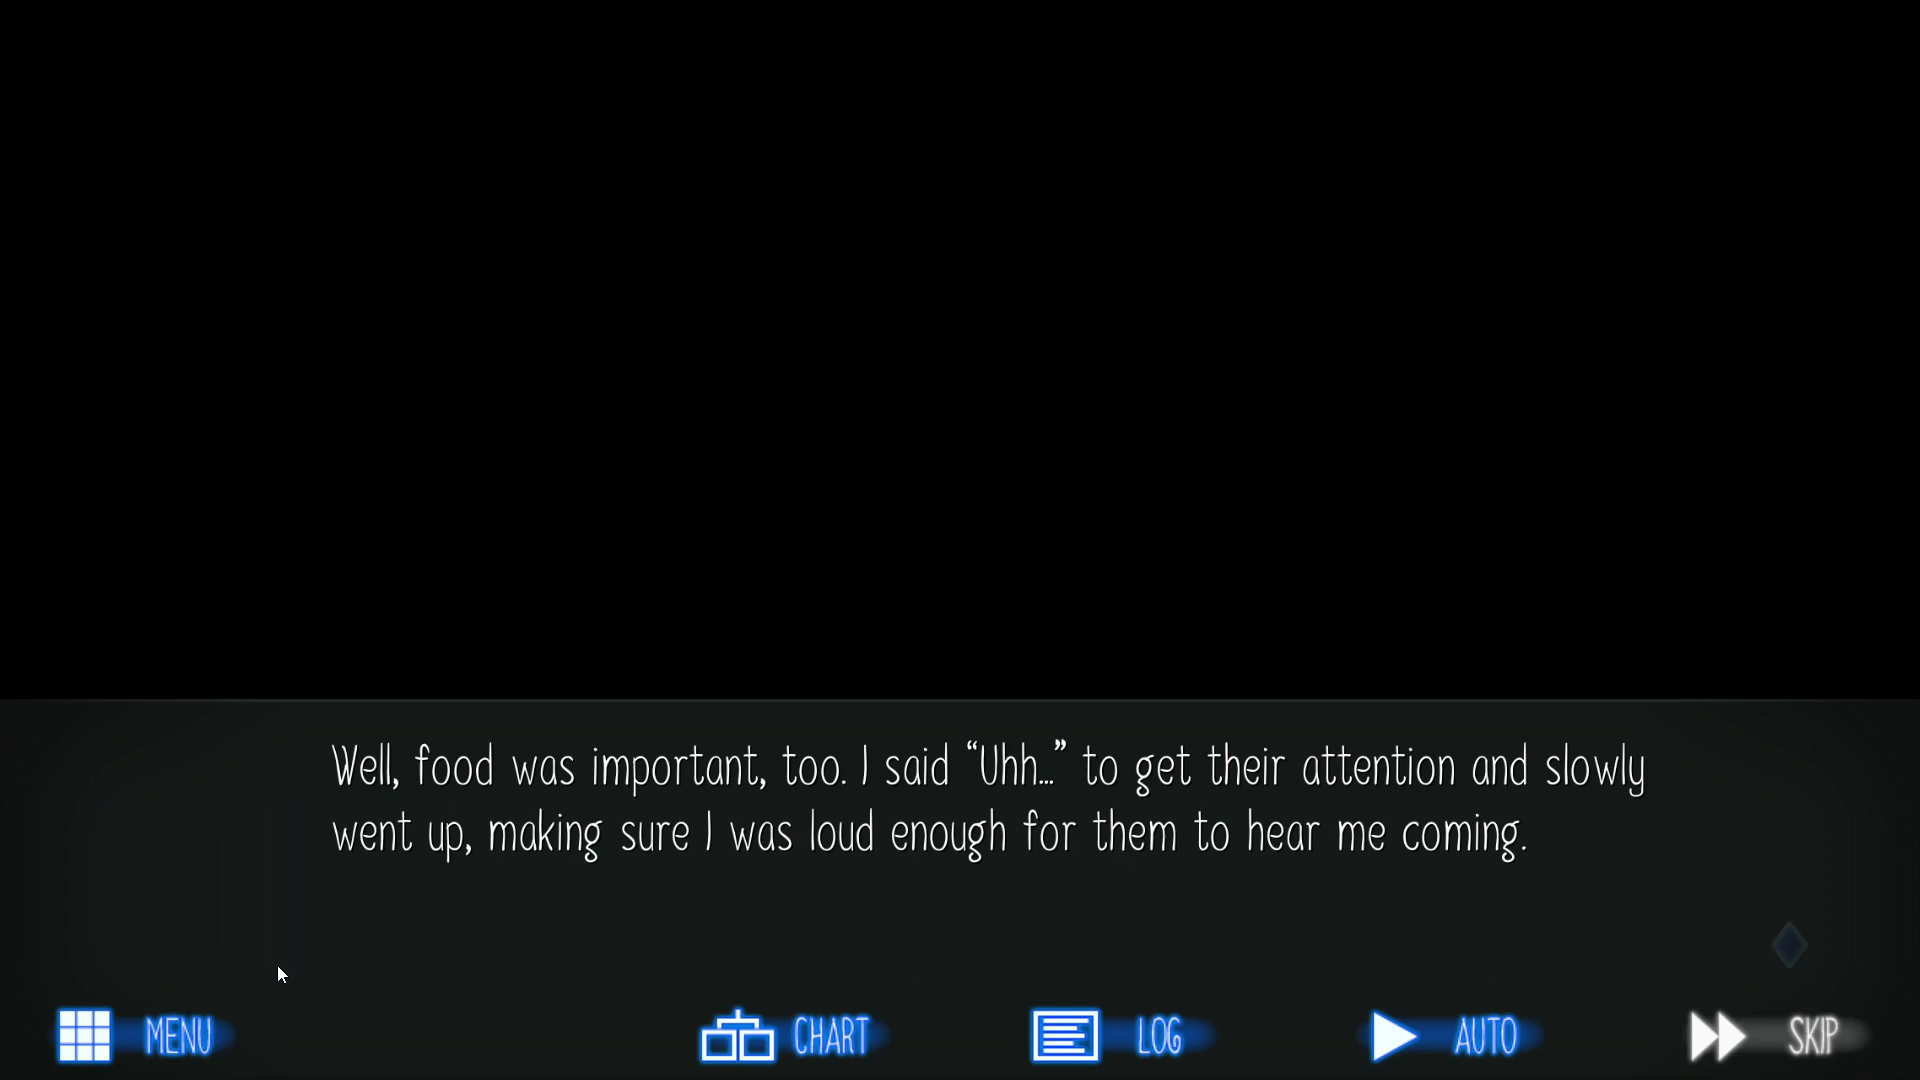 Well, food was important, too. I said “Uhh...” to get their attention and slowly
went up, making sure I was loud enough for them to hear me coming.
MENU
CHART
LOG
AUTO
SKIP